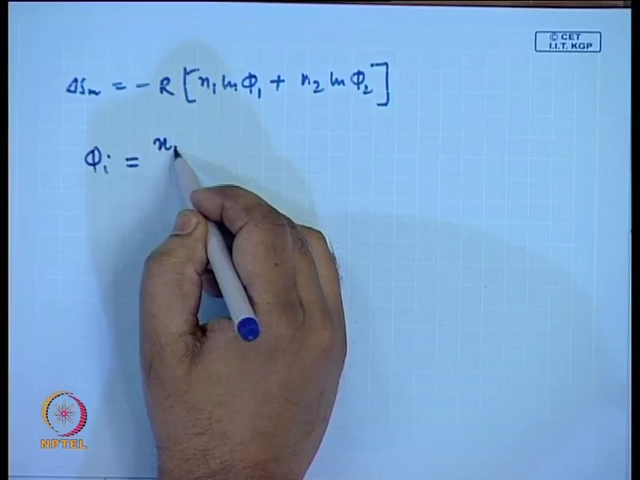 © CET
I.I.T. KGP
ΔSₘ = - R [ n₁ ln φ₁ + n₂ ln φ₂ ]
φᵢ = n
NPTEL